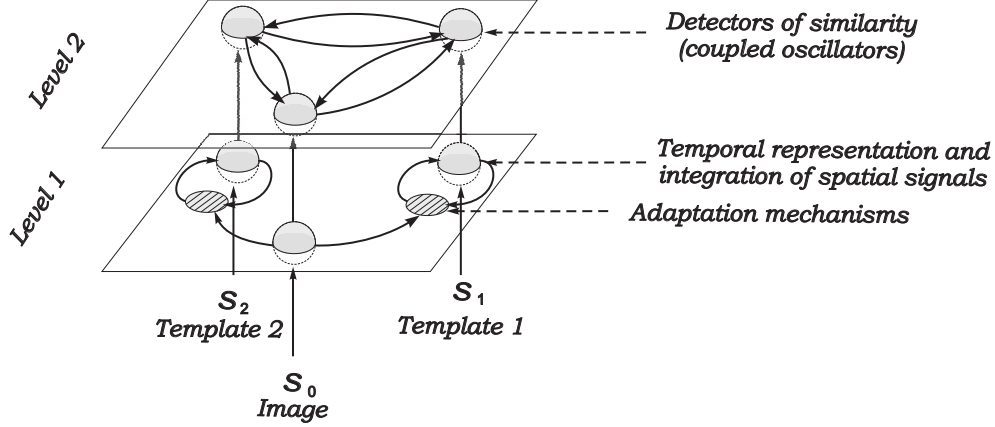 Level 2
Detectors of similarity
(coupled oscillators)
Level 1
Temporal representation and
integration of spatial signals
Adaptation mechanisms
S2
Template 2
S1
Template 1
S0
Image